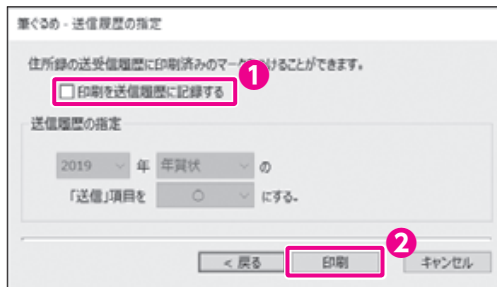 筆ぐるめ - 送信履歴の指定
住所録の送受信履歴に印刷済みのマークをつけることができます。
1
印刷を送信履歴に記録する
送信履歴の指定
2019 年 年賀状 の
「送信」項目を ○ にする。
2
< 戻る 印刷 キャンセル